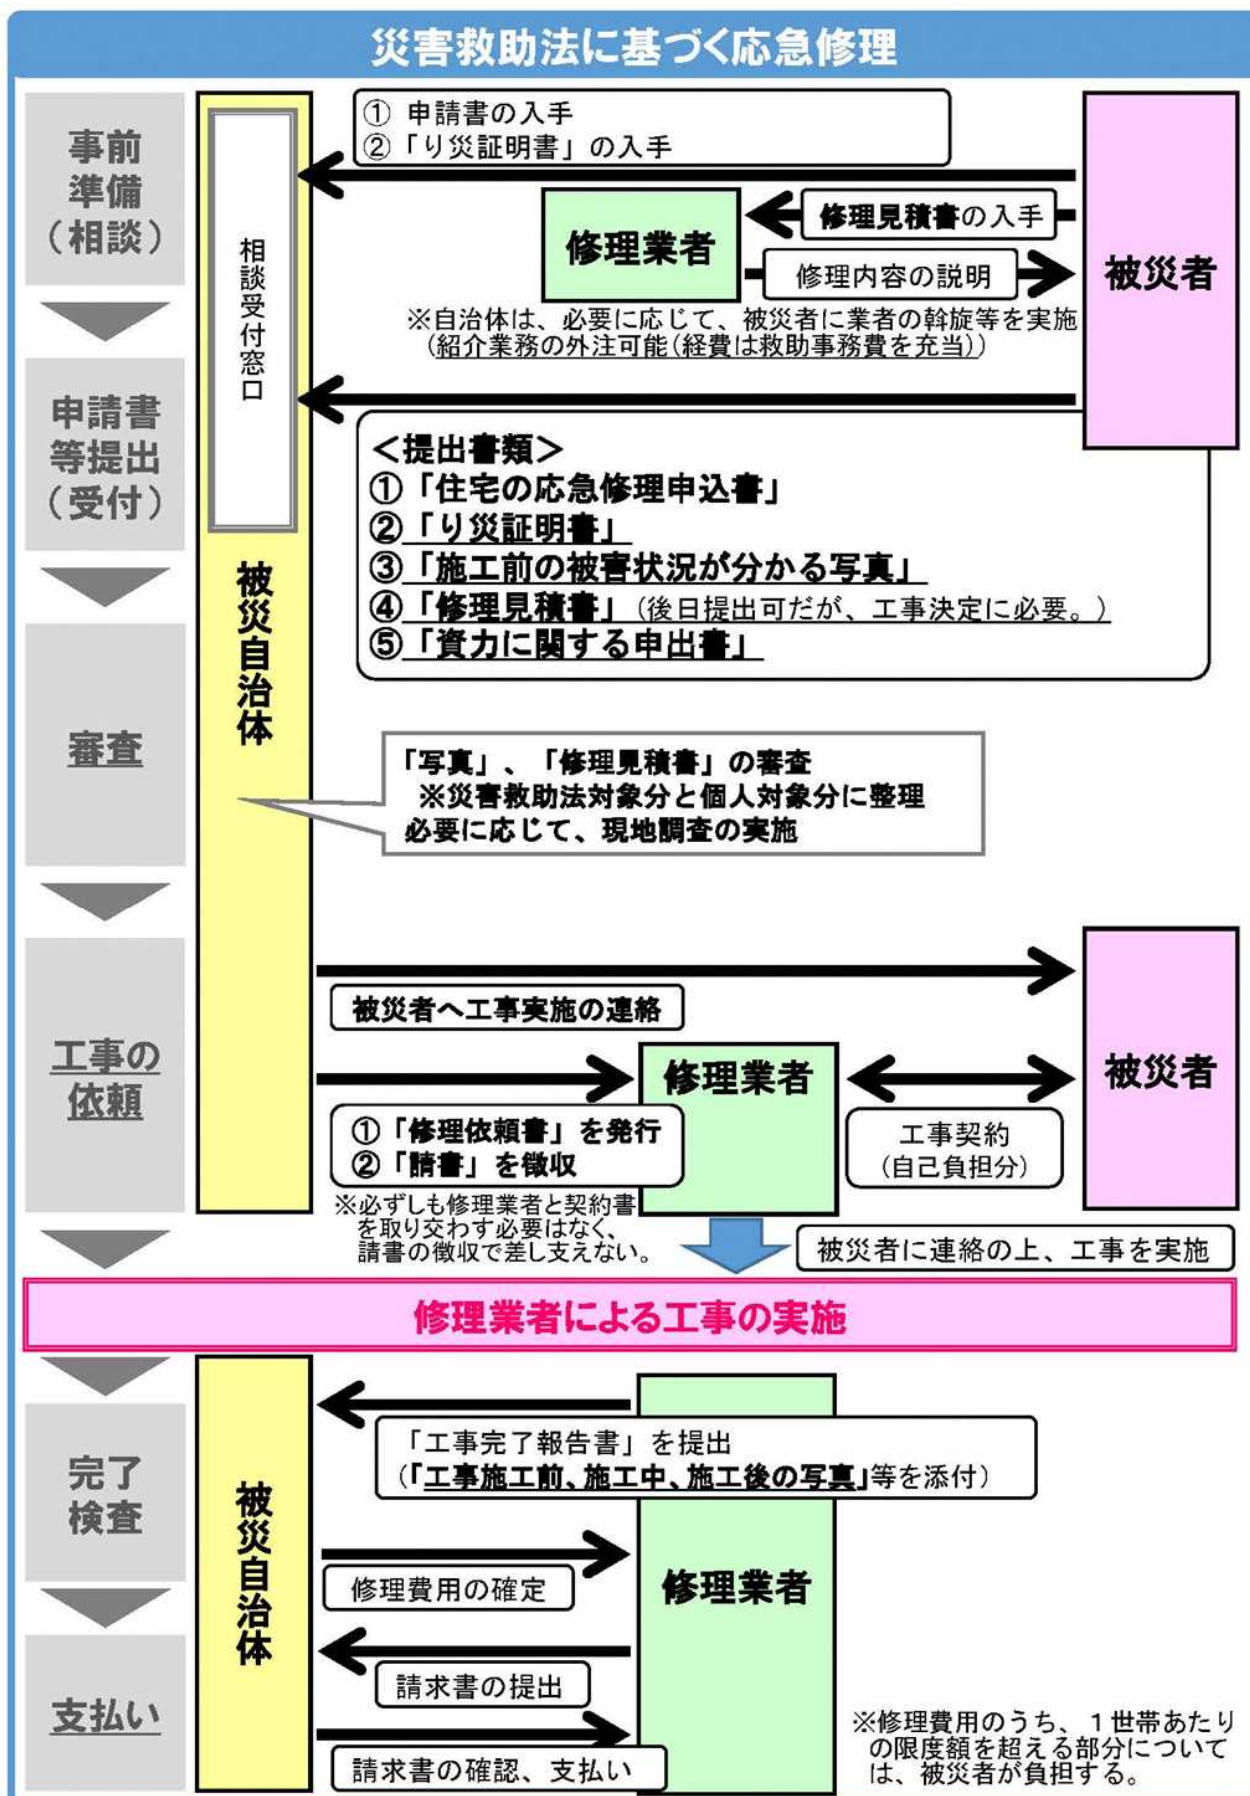 災害救助法に基づく応急修理
事前
準備
（相談）
① 申請書の入手
②「り災証明書」の入手
相談受付窓口
修理業者
修理見積書の入手
修理内容の説明
被災者
※自治体は、必要に応じて、被災者に業者の斡旋等を実施
（紹介業務の外注可能（経費は救助事務費を充当））
申請書
等提出
（受付）
＜提出書類＞
①「住宅の応急修理申込書」
②「り災証明書」
③「施工前の被害状況が分かる写真」
④「修理見積書」（後日提出可だが、工事決定に必要。）
⑤「資力に関する申出書」
被災自治体
審査
「写真」、「修理見積書」の審査
※災害救助法対象分と個人対象分に整理
必要に応じて、現地調査の実施
工事の
依頼
被災者へ工事実施の連絡
修理業者
被災者
①「修理依頼書」を発行
②「請書」を徴収
工事契約
（自己負担分）
※必ずしも修理業者と契約書
を取り交わす必要はなく、
請書の徴収で差し支えない。
被災者に連絡の上、工事を実施
修理業者による工事の実施
完了
検査
「工事完了報告書」を提出
（「工事施工前、施工中、施工後の写真」等を添付）
被災自治体
修理費用の確定
修理業者
請求書の提出
支払い
請求書の確認、支払い
※修理費用のうち、１世帯あたり
の限度額を超える部分について
は、被災者が負担する。